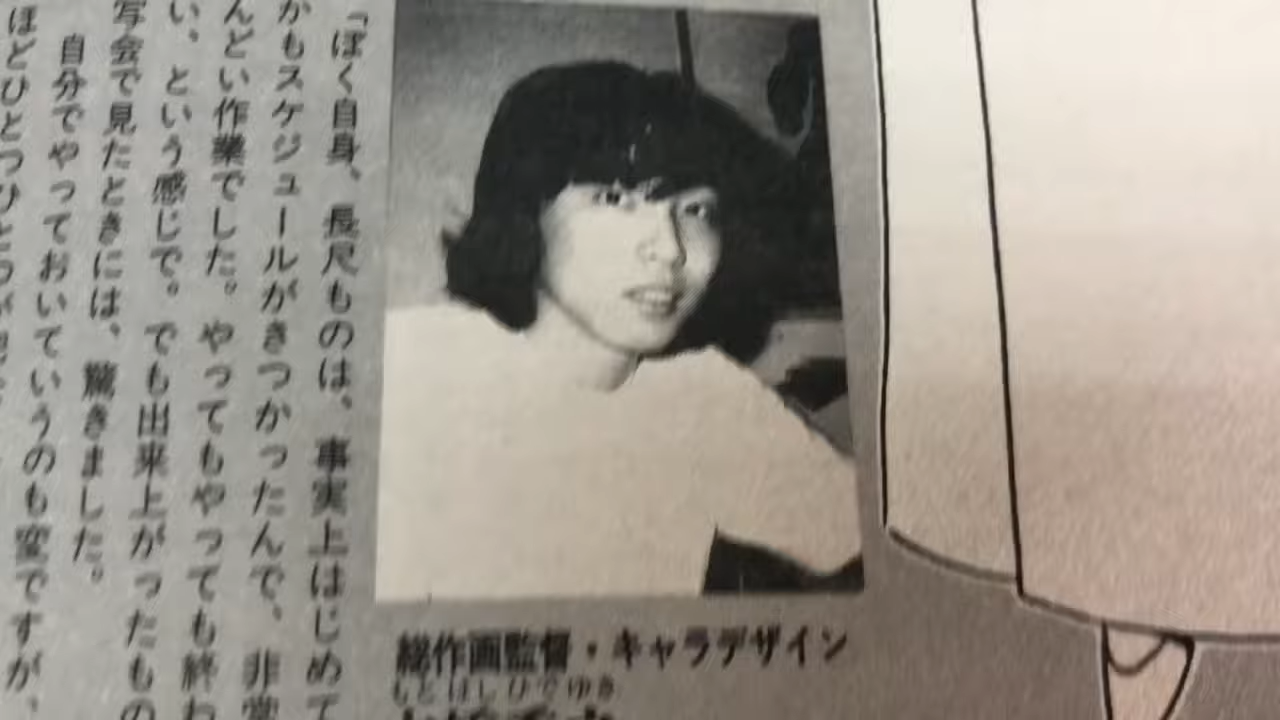 「ぼく自身、長尺ものは、事実上はじめて
かもスケジュールがきつかったんで、非常
んどい作業でした。やってもやっても終わ
い、という感じで。でも出来上がったもの
写会で見たときには、驚きました。
自分でやっておいていうのも変ですが、
ほどひとつひとつが
総作画監督・キャラデザイン
もとはしひでゆき